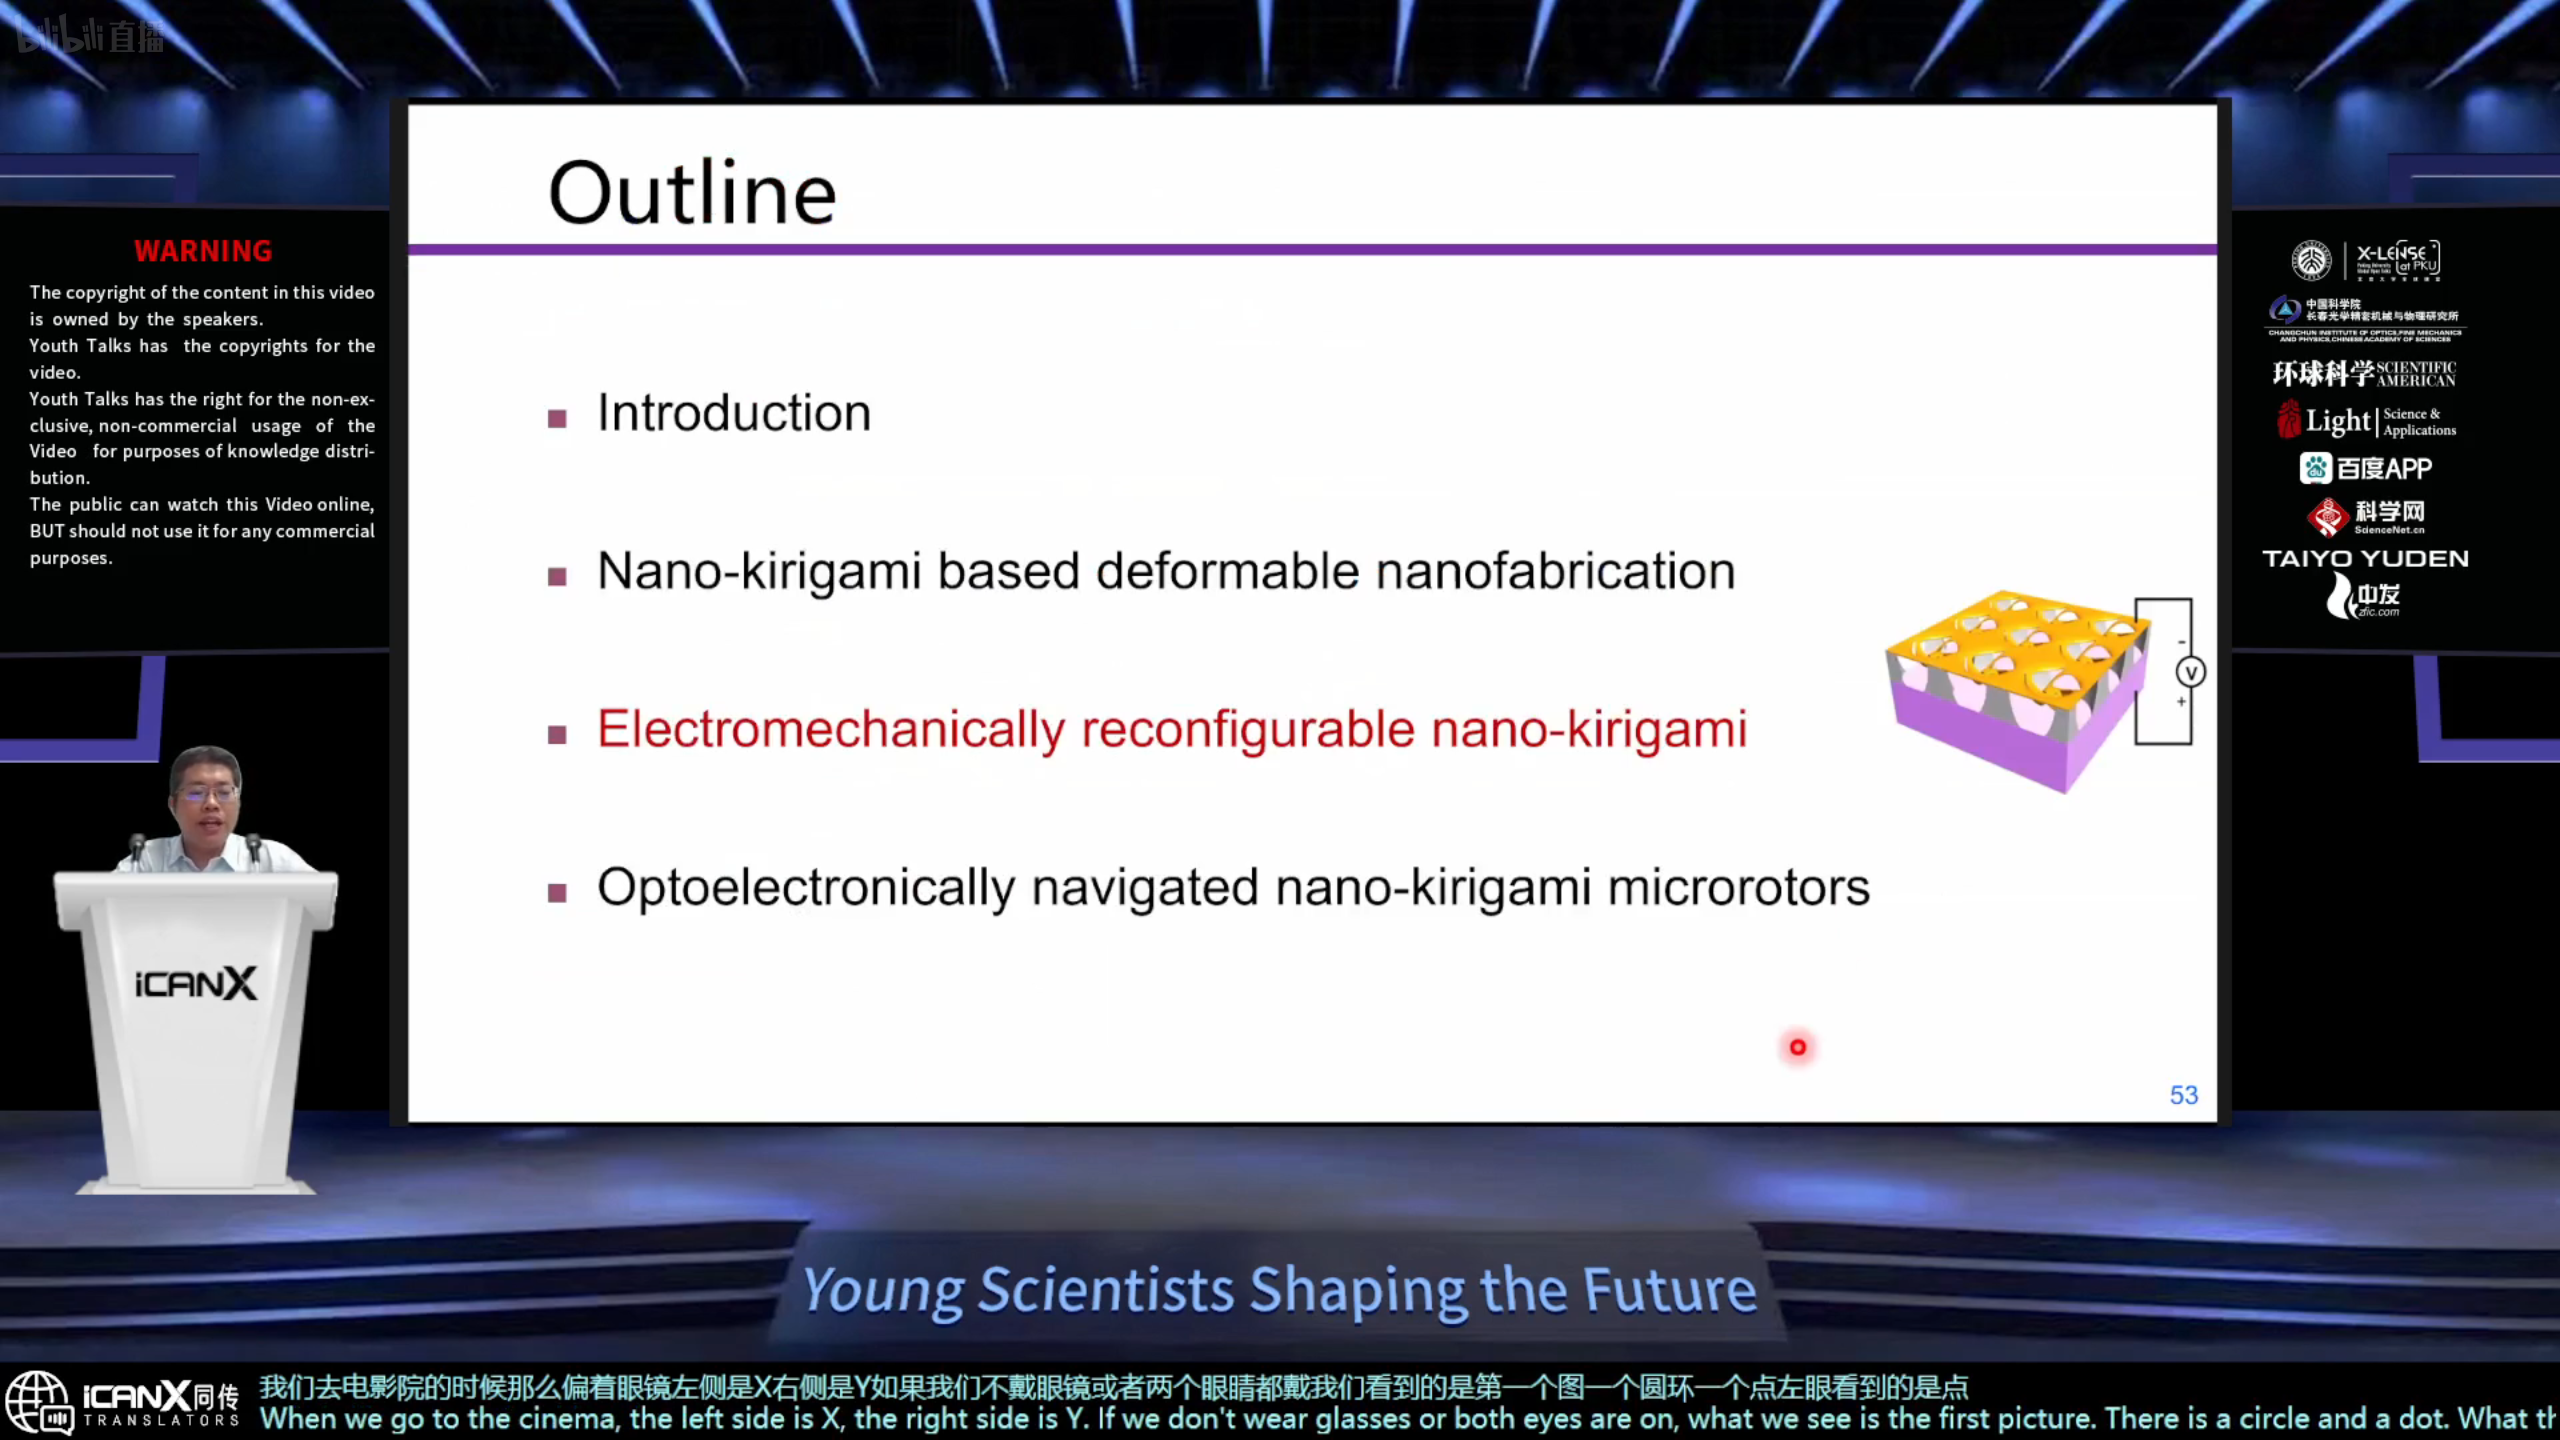 bilibili直播
WARNING
The copyright of the content in this video
is owned by the speakers.
Youth Talks has the copyrights for the
video.
Youth Talks has the right for the non-ex-
clusive, non-commercial usage of the
Video for purposes of knowledge distri-
bution.
The public can watch this Video online,
BUT should not use it for any commercial
purposes.
Outline
Introduction
Nano-kirigami based deformable nanofabrication
Electromechanically reconfigurable nano-kirigami
Optoelectronically navigated nano-kirigami microrotors
-
V
+
53
X-LENSE
at PKU
中国科学院
长春光学精密机械与物理研究所
CHANGCHUN INSTITUTE OF OPTICS,FINE MECHANICS
AND PHYSICS,CHINESE ACADEMY OF SCIENCES
环球科学 SCIENTIFIC
AMERICAN
Light Science &
Applications
du 百度APP
科学网
ScienceNet.cn
TAIYO YUDEN
中发
zfic.com
iCANX
Young Scientists Shaping the Future
iCANX同传
TRANSLATORS
我们去电影院的时候那么偏着眼镜左侧是X右侧是Y如果我们不戴眼镜或者两个眼睛都戴我们看到的是第一个图一个圆环一个点左眼看到的是点
When we go to the cinema, the left side is X, the right side is Y. If we don't wear glasses or both eyes are on, what we see is the first picture. There is a circle and a dot. What th